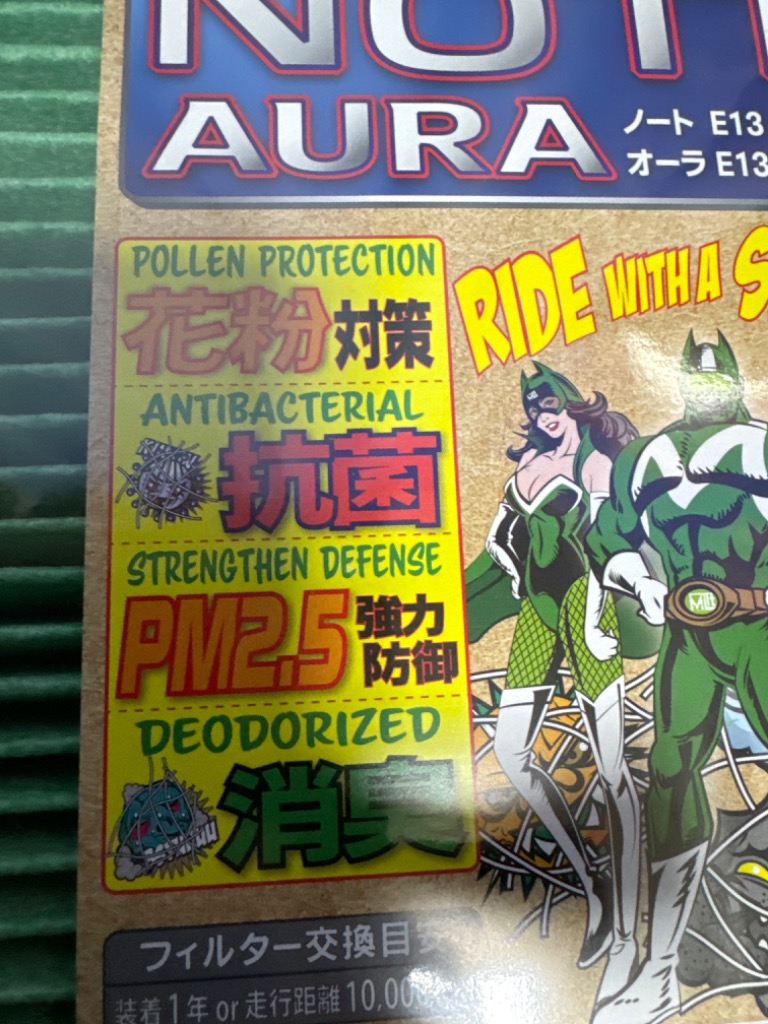 AURA
ノート E13
オーラ E13
POLLEN PROTECTION
花粉対策
RIDE WITH A
ANTIBACTERIAL
抗菌
STRENGTHEN DEFENSE
PM2.5 強力防御
DEODORIZED
消臭
フィルター交換目安
装着1年 or 走行距離 10,000